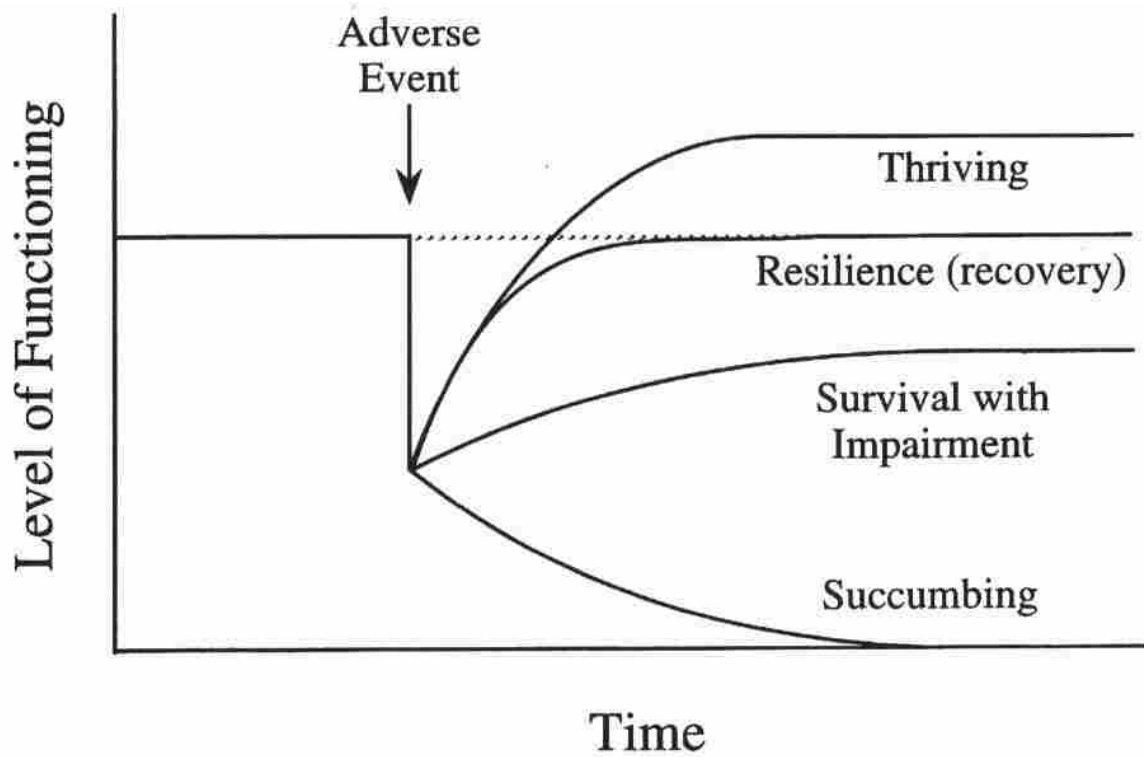 Adverse
Event
Level of Functioning
Thriving
Resilience (recovery)
Survival with
Impairment
Succumbing
Time